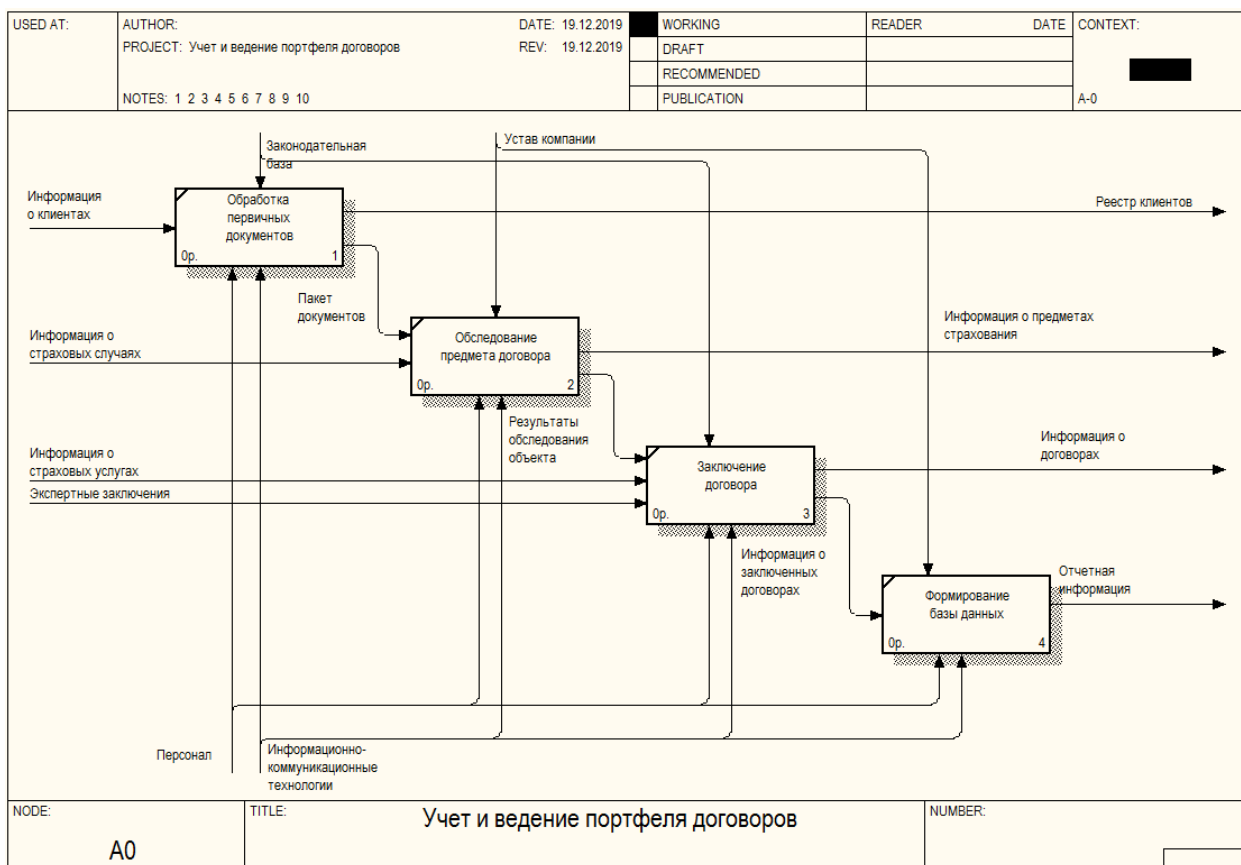 USED AT:
AUTHOR:
DATE: 19.12.2019
WORKING
READER
DATE
CONTEXT:
PROJECT: Учет и ведение портфеля договоров
REV: 19.12.2019
DRAFT
RECOMMENDED
NOTES: 1 2 3 4 5 6 7 8 9 10
PUBLICATION
A-0
Законодательная
база
Устав компании
Информация
о клиентах
Обработка
первичных
документов
0р.
1
Реестр клиентов
Пакет
документов
Информация о
страховых случаях
Обследование
предмета договора
0р.
2
Информация о предметах
страхования
Результаты
обследования
объекта
Информация о
страховых услугах
Экспертные заключения
Заключение
договора
0р.
3
Информация о
договорах
Информация о
заключенных
договорах
Формирование
базы данных
0р.
4
Отчетная
информация
Персонал
Информационно-
коммуникационные
технологии
NODE:
A0
TITLE:
Учет и ведение портфеля договоров
NUMBER: